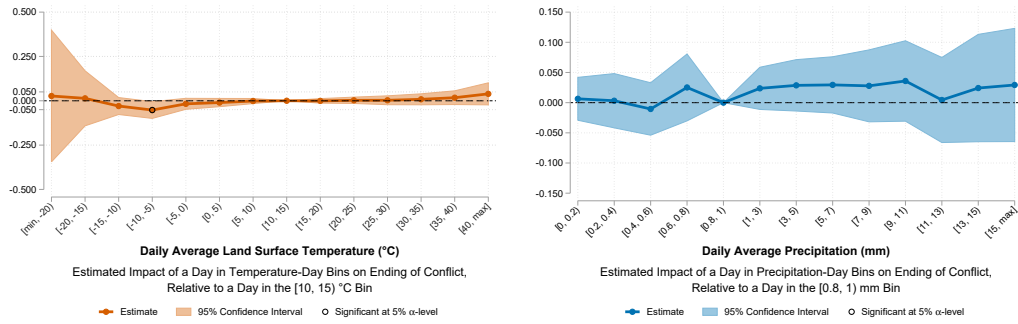 0.500
0.250
0.050
0.000
-0.050
-0.250
-0.500
[min, -20)
[-20, -15)
[-15, -10)
[-10, -5)
[-5, 0)
[0, 5)
[5, 10)
[10, 15)
[15, 20)
[20, 25)
[25, 30)
[30, 35)
[35, 40)
[40, max]
Daily Average Land Surface Temperature (°C)
Estimated Impact of a Day in Temperature-Day Bins on Ending of Conflict,
Relative to a Day in the [10, 15) °C Bin
Estimate
95% Confidence Interval
Significant at 5% α-level
0.150
0.100
0.050
0.000
-0.050
-0.100
-0.150
[0, 0.2)
[0.2, 0.4)
[0.4, 0.6)
[0.6, 0.8)
[0.8, 1)
[1, 3)
[3, 5)
[5, 7)
[7, 9)
[9, 11)
[11, 13)
[13, 15)
[15, max]
Daily Average Precipitation (mm)
Estimated Impact of a Day in Precipitation-Day Bins on Ending of Conflict,
Relative to a Day in the [0.8, 1) mm Bin
Estimate
95% Confidence Interval
Significant at 5% α-level